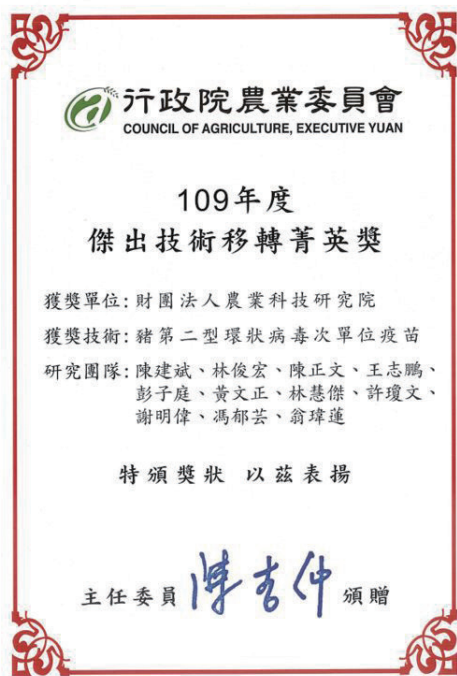 行政院農業委員會
COUNCIL OF AGRICULTURE, EXECUTIVE YUAN
109年度
傑出技術移轉菁英獎
獲獎單位:財團法人農業科技研究院
獲獎技術:豬第二型環狀病毒次單位疫苗
研究團隊:陳建斌、林俊宏、陳正文、王志鵬、
彭子庭、黃文正、林慧傑、許瓊文、
謝明偉、馮郁芸、翁瑋蓮
特頒獎狀 以茲表揚
主任委員 陳吉仲 頒贈